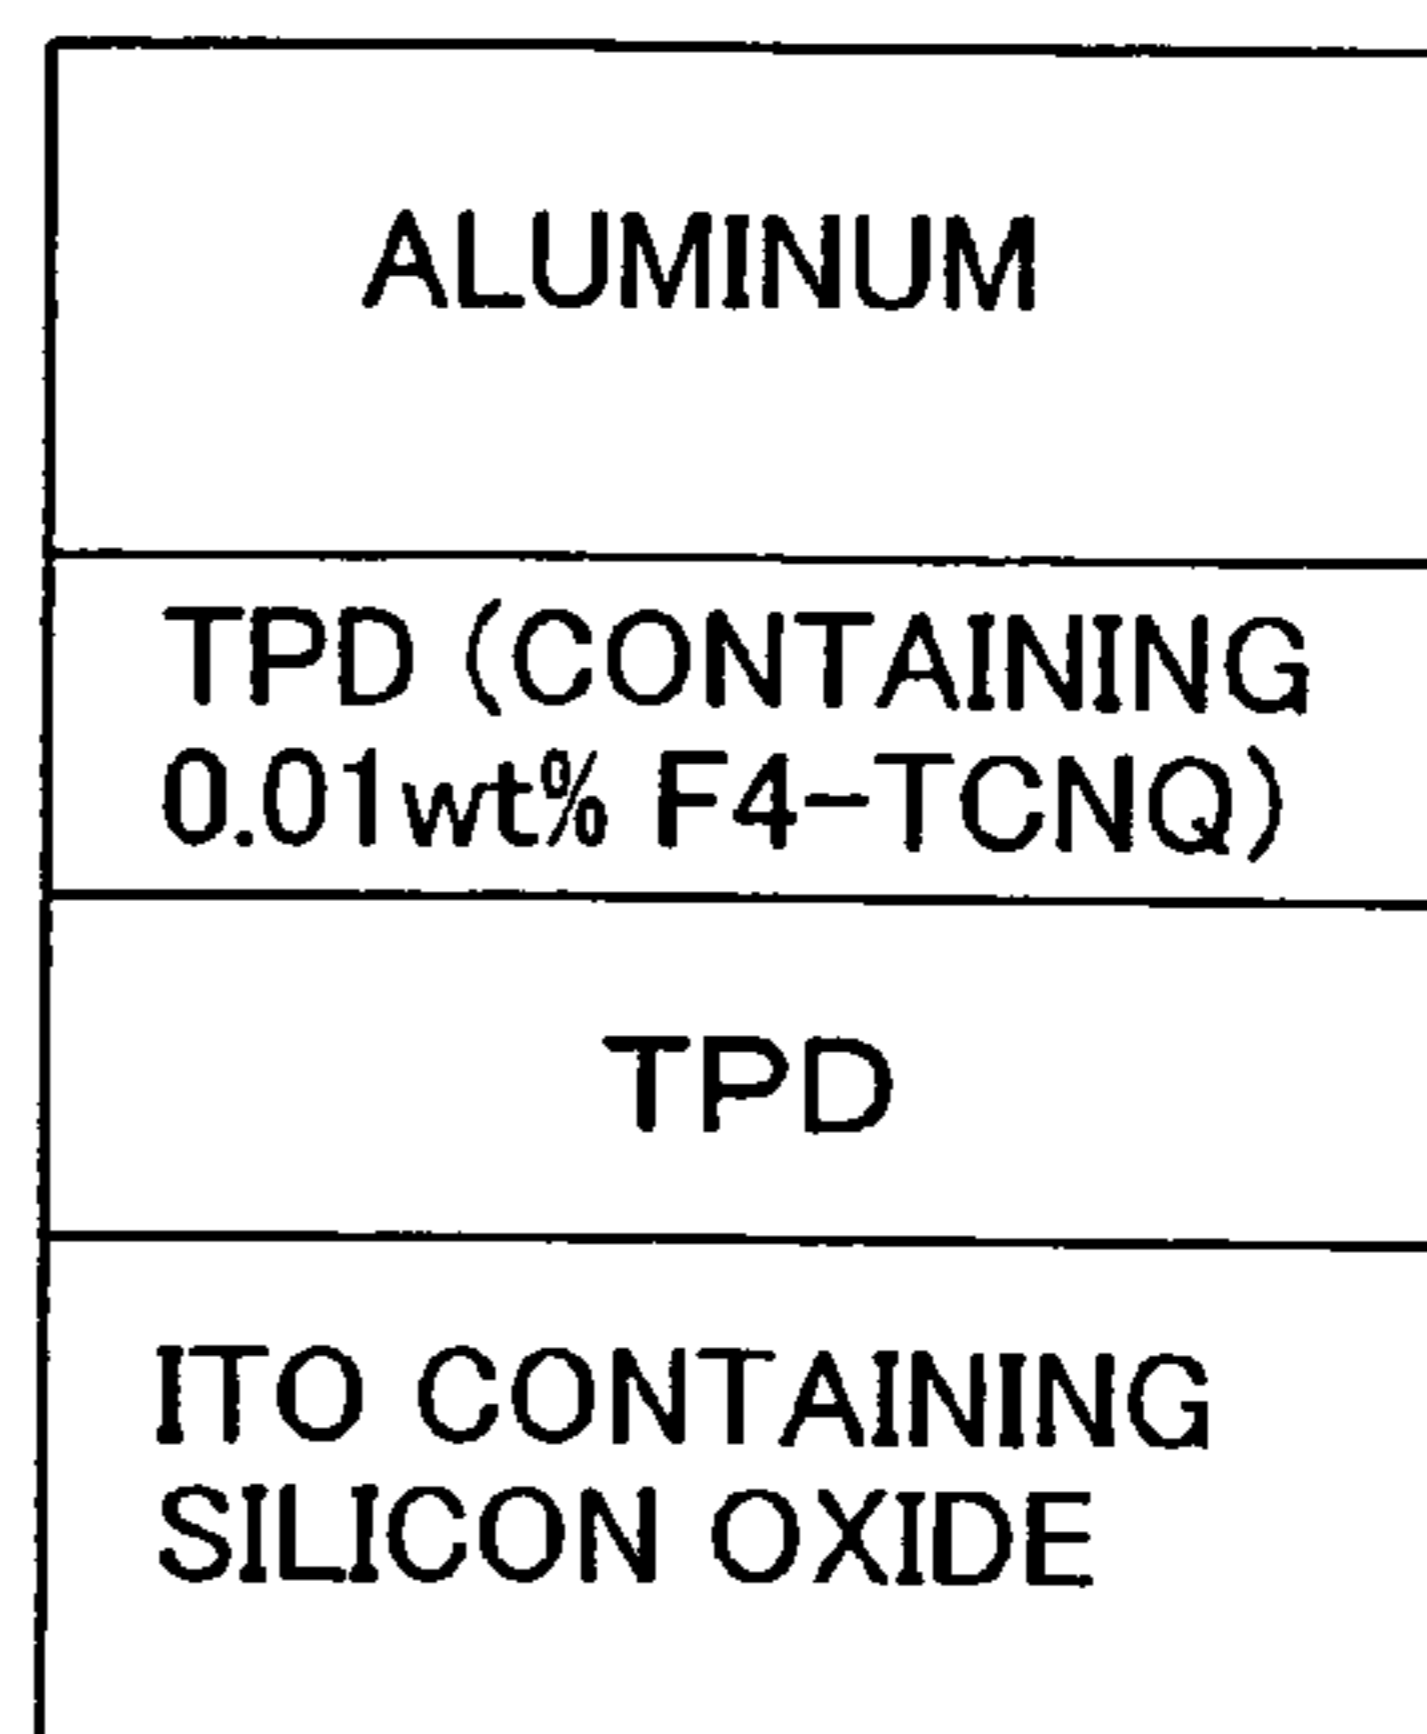 ALUMINUM
TPD (CONTAINING
0.01wt% F4-TCNQ)
TPD
ITO CONTAINING
SILICON OXIDE